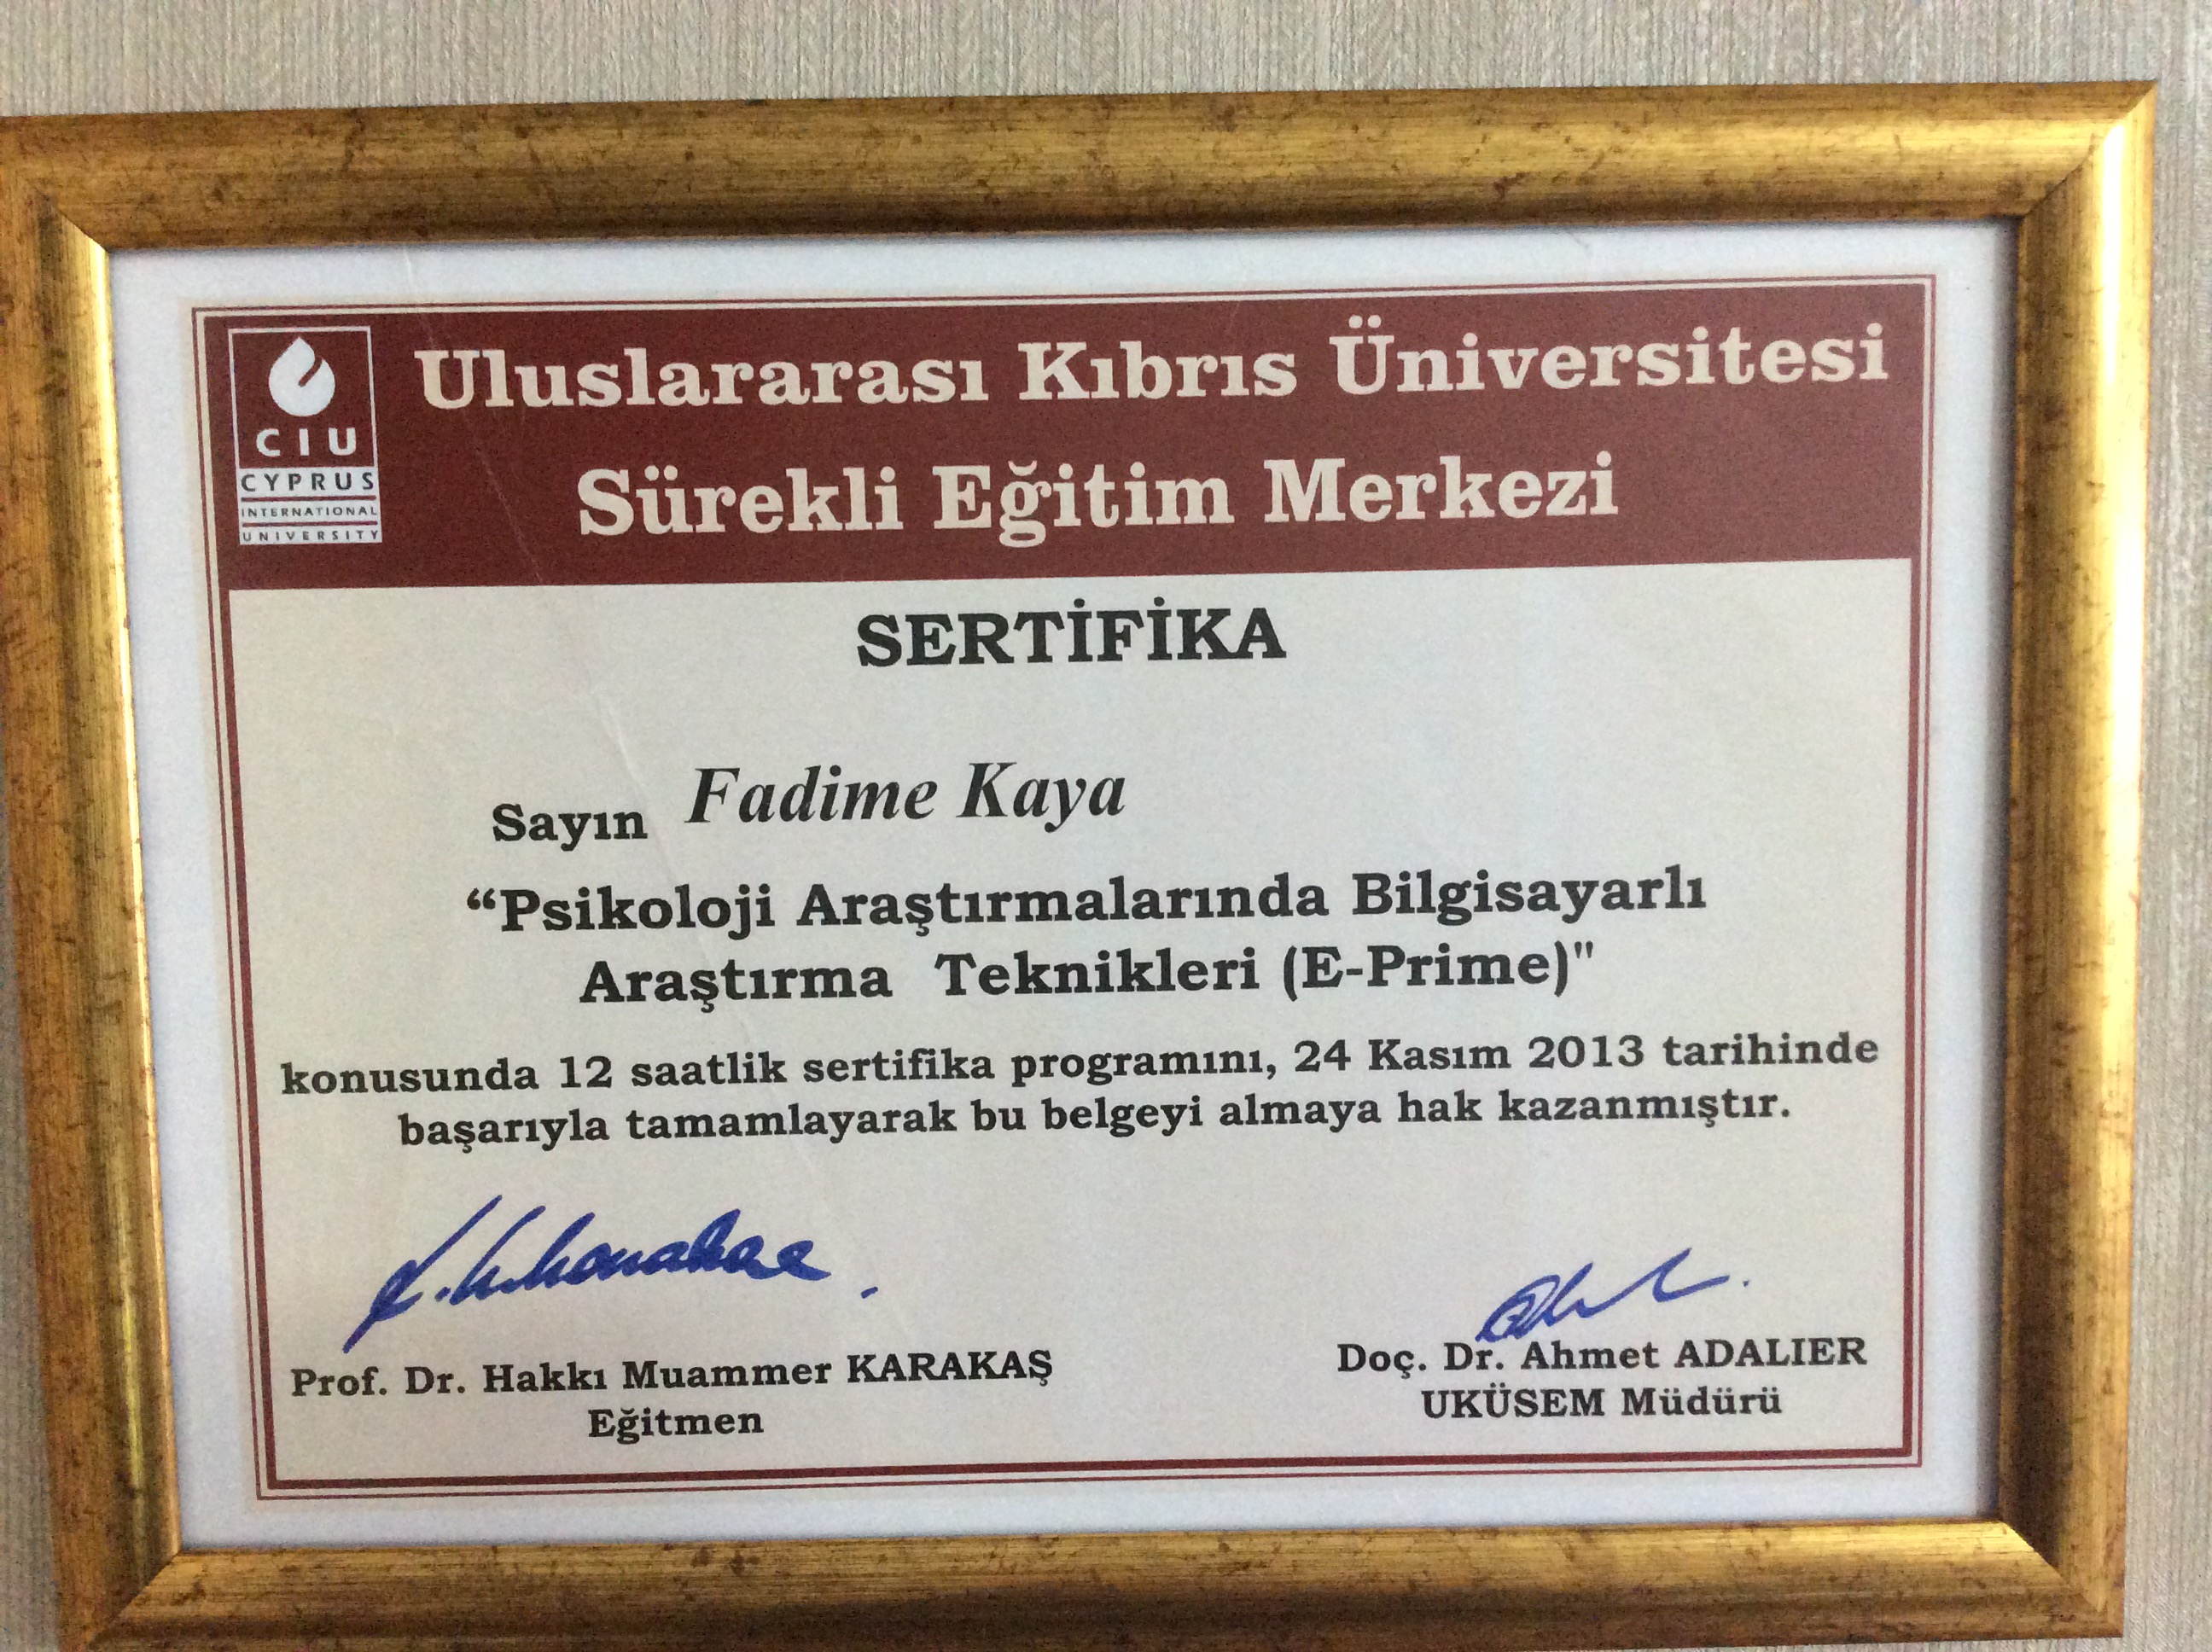 Uluslararası Kıbrıs Üniversitesi
Sürekli Eğitim Merkezi
CIU
CYPRUS
INTERNATIONAL
UNIVERSITY
SERTİFİKA
Sayın Fadime Kaya
“Psikoloji Araştırmalarında Bilgisayarlı
Araştırma Teknikleri (E-Prime)"
konusunda 12 saatlik sertifika programını, 24 Kasım 2013 tarihinde
başarıyla tamamlayarak bu belgeyi almaya hak kazanmıştır.
Prof. Dr. Hakkı Muammer KARAKAŞ
Eğitmen
Doç. Dr. Ahmet ADALIER
UKÜSEM Müdürü